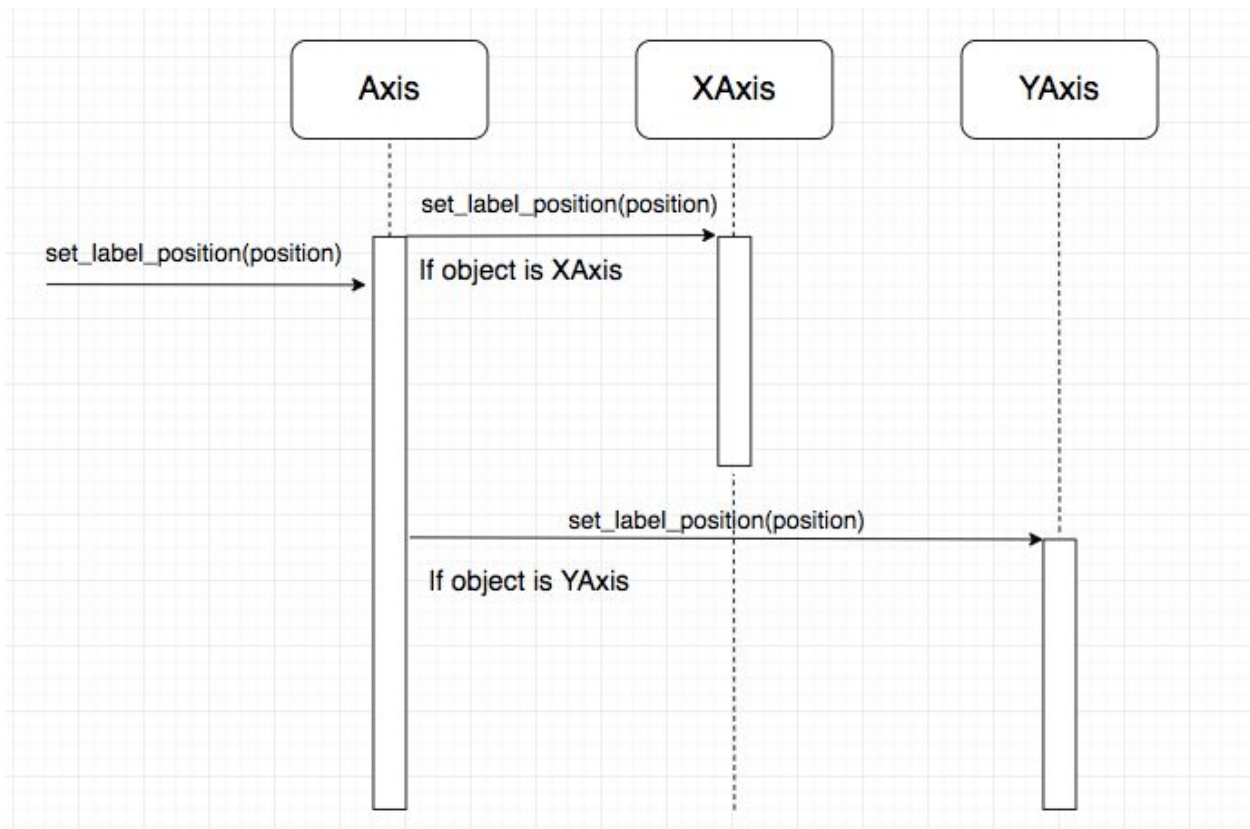 Axis
XAxis
YAxis
set_label_position(position)
set_label_position(position)
If object is XAxis
set_label_position(position)
If object is YAxis